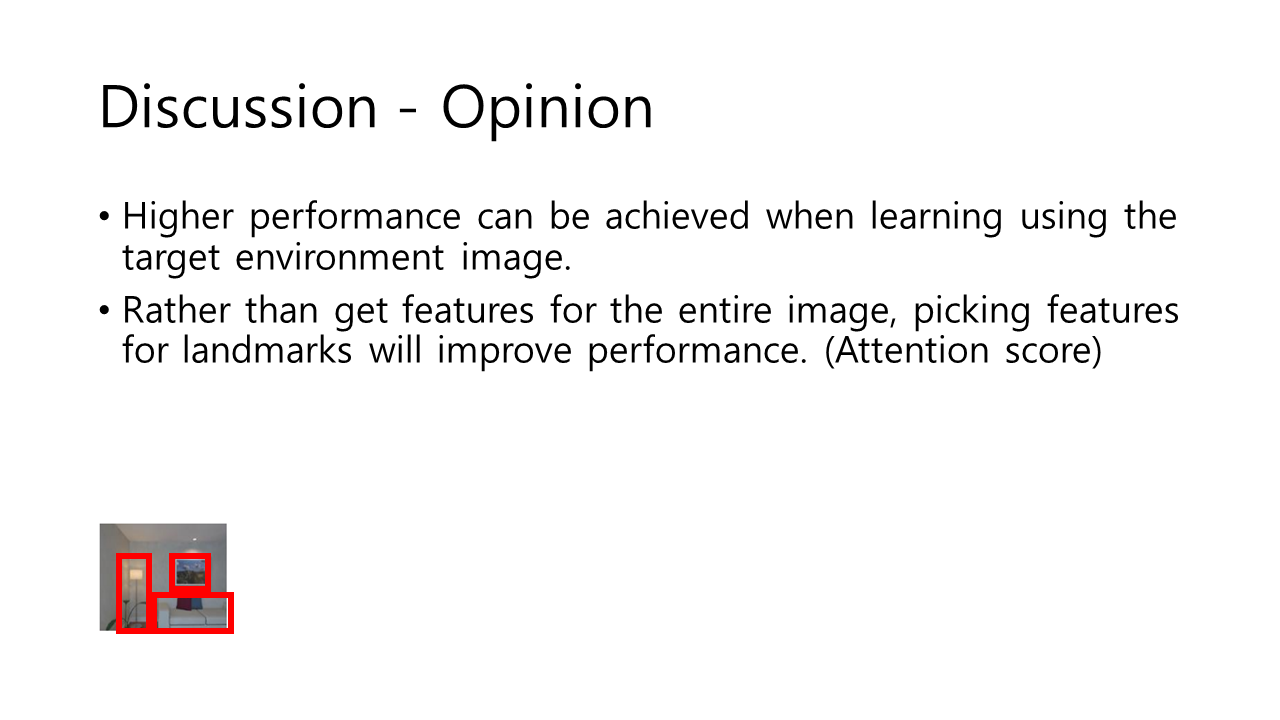 Discussion - Opinion
• Higher performance can be achieved when learning using the
target environment image.
• Rather than get features for the entire image, picking features
for landmarks will improve performance. (Attention score)